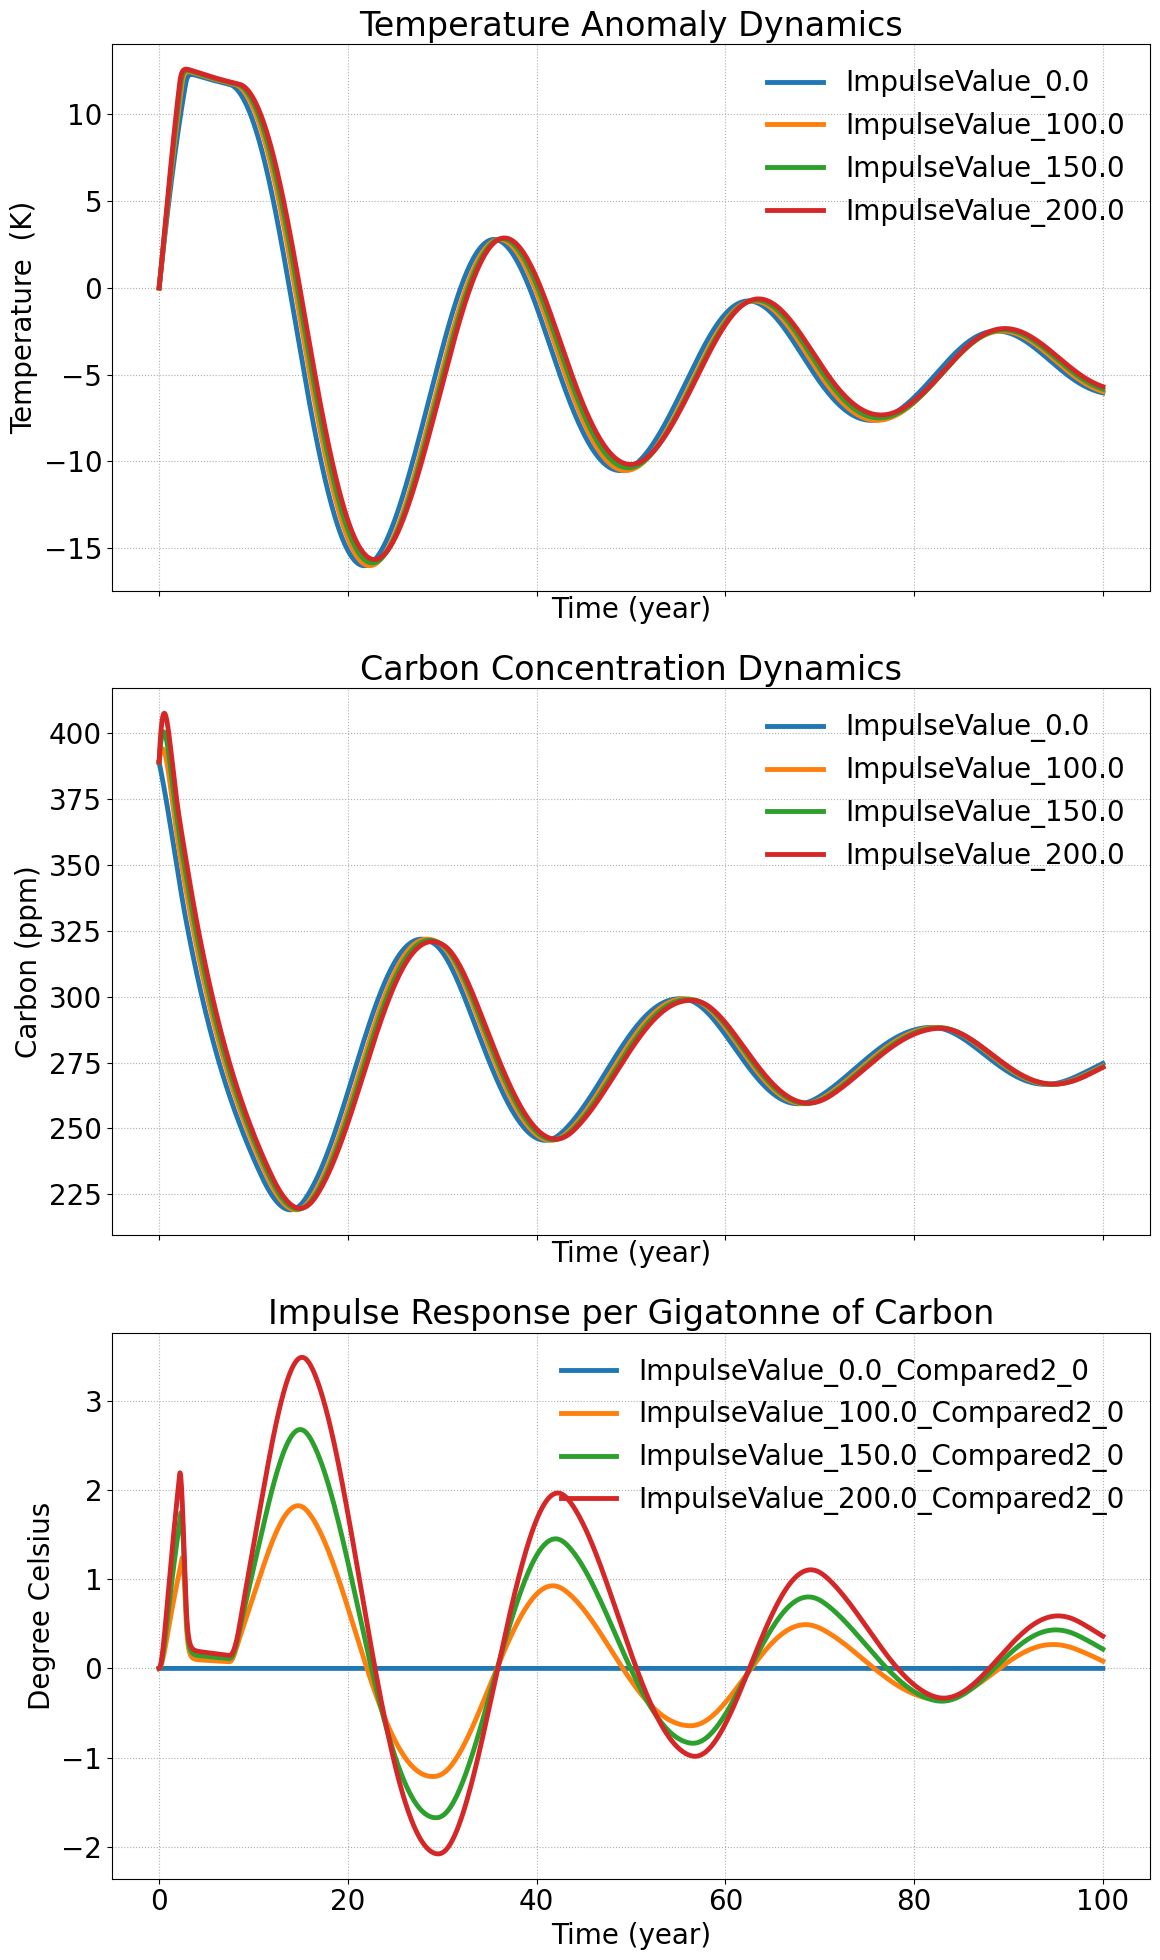 Temperature Anomaly Dynamics
ImpulseValue_0.0
ImpulseValue_100.0
ImpulseValue_150.0
ImpulseValue_200.0
Temperature  (K)
10
5
0
−5
−10
−15
Time (year)
Carbon Concentration Dynamics
ImpulseValue_0.0
ImpulseValue_100.0
ImpulseValue_150.0
ImpulseValue_200.0
Carbon (ppm)
400
375
350
325
300
275
250
225
Time (year)
Impulse Response per Gigatonne of Carbon
ImpulseValue_0.0_Compared2_0
ImpulseValue_100.0_Compared2_0
ImpulseValue_150.0_Compared2_0
ImpulseValue_200.0_Compared2_0
Degree Celsius
3
2
1
0
−1
−2
0 20 40 60 80 100
Time (year)